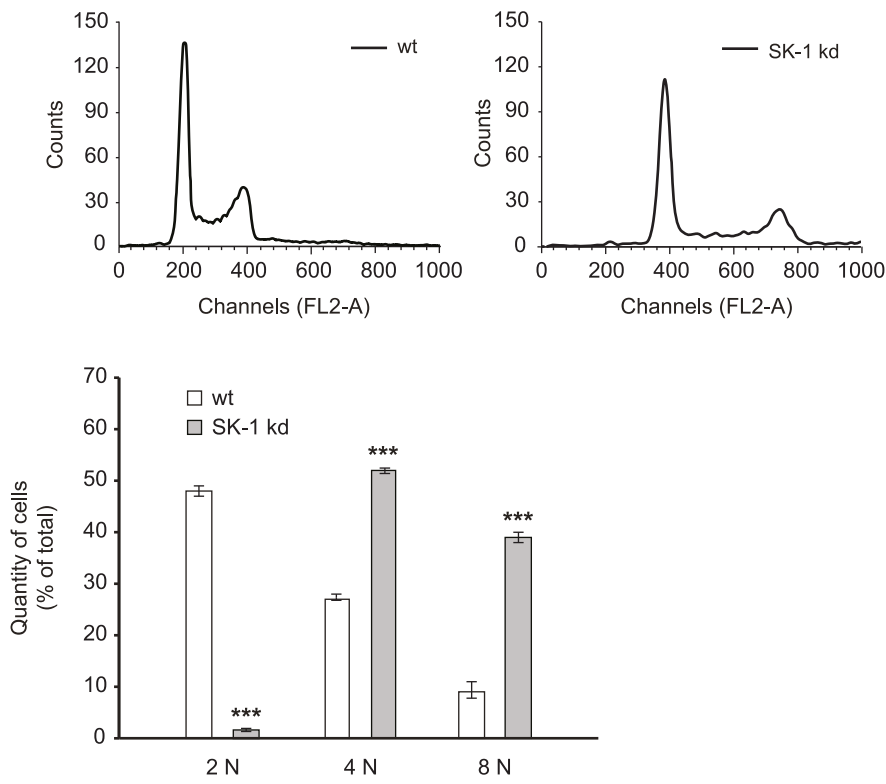 150
120
90
60
30
0
Counts
wt
0 200 400 600 800 1000
Channels (FL2-A)
150
120
90
60
30
0
Counts
SK-1 kd
0 200 400 600 800 1000
Channels (FL2-A)
70
60
50
40
30
20
10
0
Quantity of cells
(% of total)
wt
SK-1 kd
***
***
***
2 N 4 N 8 N